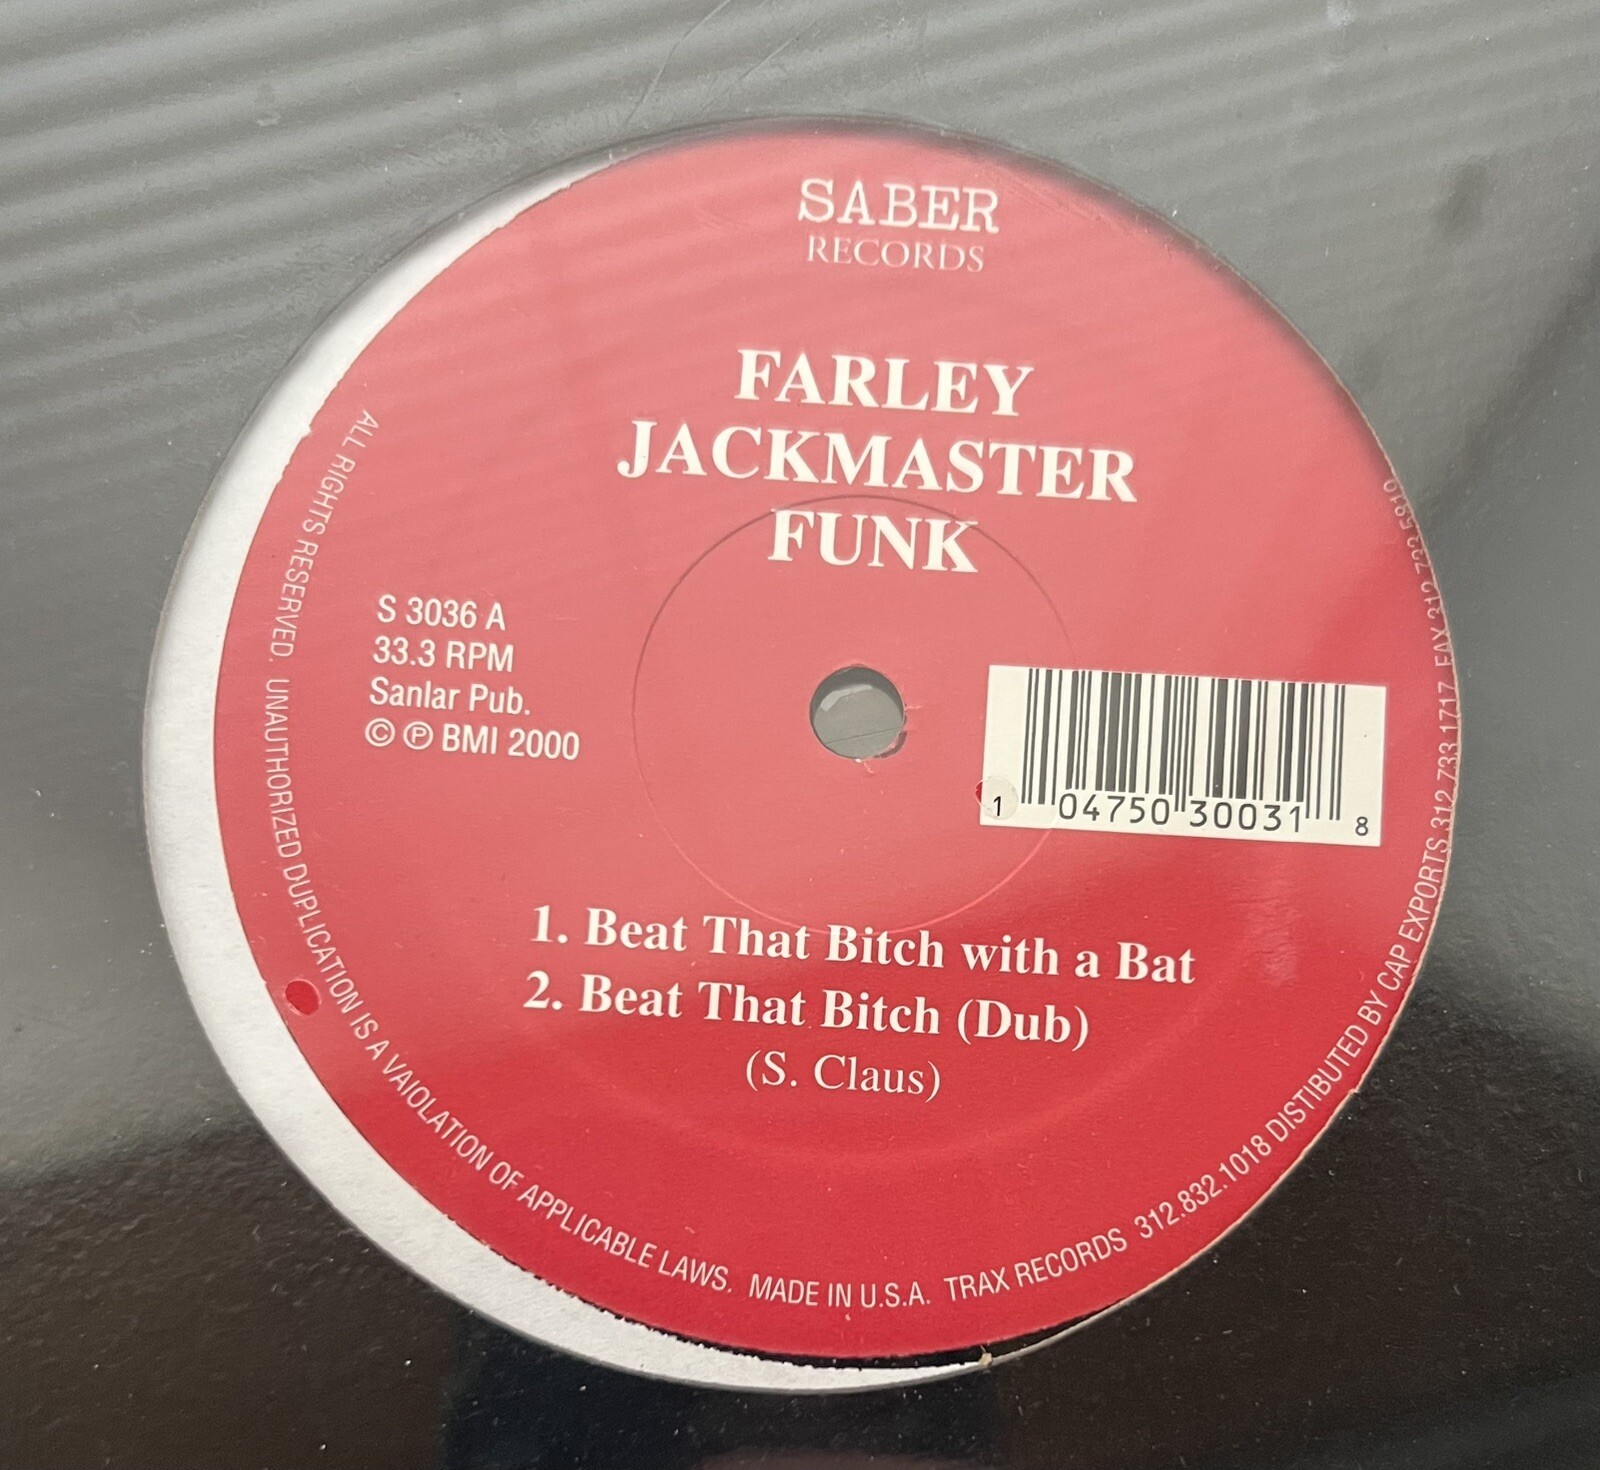 SABER
RECORDS
FARLEY
JACKMASTER
FUNK
S 3036 A
33.3 RPM
Sanlar Pub.
© ℗ BMI 2000
1 04750 30031 8
1. Beat That Bitch with a Bat
2. Beat That Bitch (Dub)
(S. Claus)
ALL RIGHTS RESERVED. UNAUTHORIZED DUPLICATION IS A VAIOLATION OF APPLICABLE LAWS. MADE IN U.S.A. TRAX RECORDS 312.832.1018 DISTIBUTED BY CAP EXPORTS 312.733.1717 FAX 312.733.5819